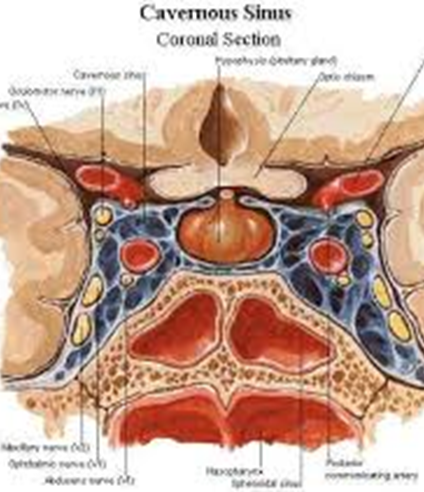 Cavernous Sinus
Coronal Section
Hypophysis (pituitary gland)
Cavernous sinus
Optic chiasm
Oculomotor nerve (III)
Maxillary nerve (V2)
Ophthalmic nerve (V1)
Abducens nerve (VI)
Nasopharynx
Sphenoidal sinus
Posterior
communicating artery